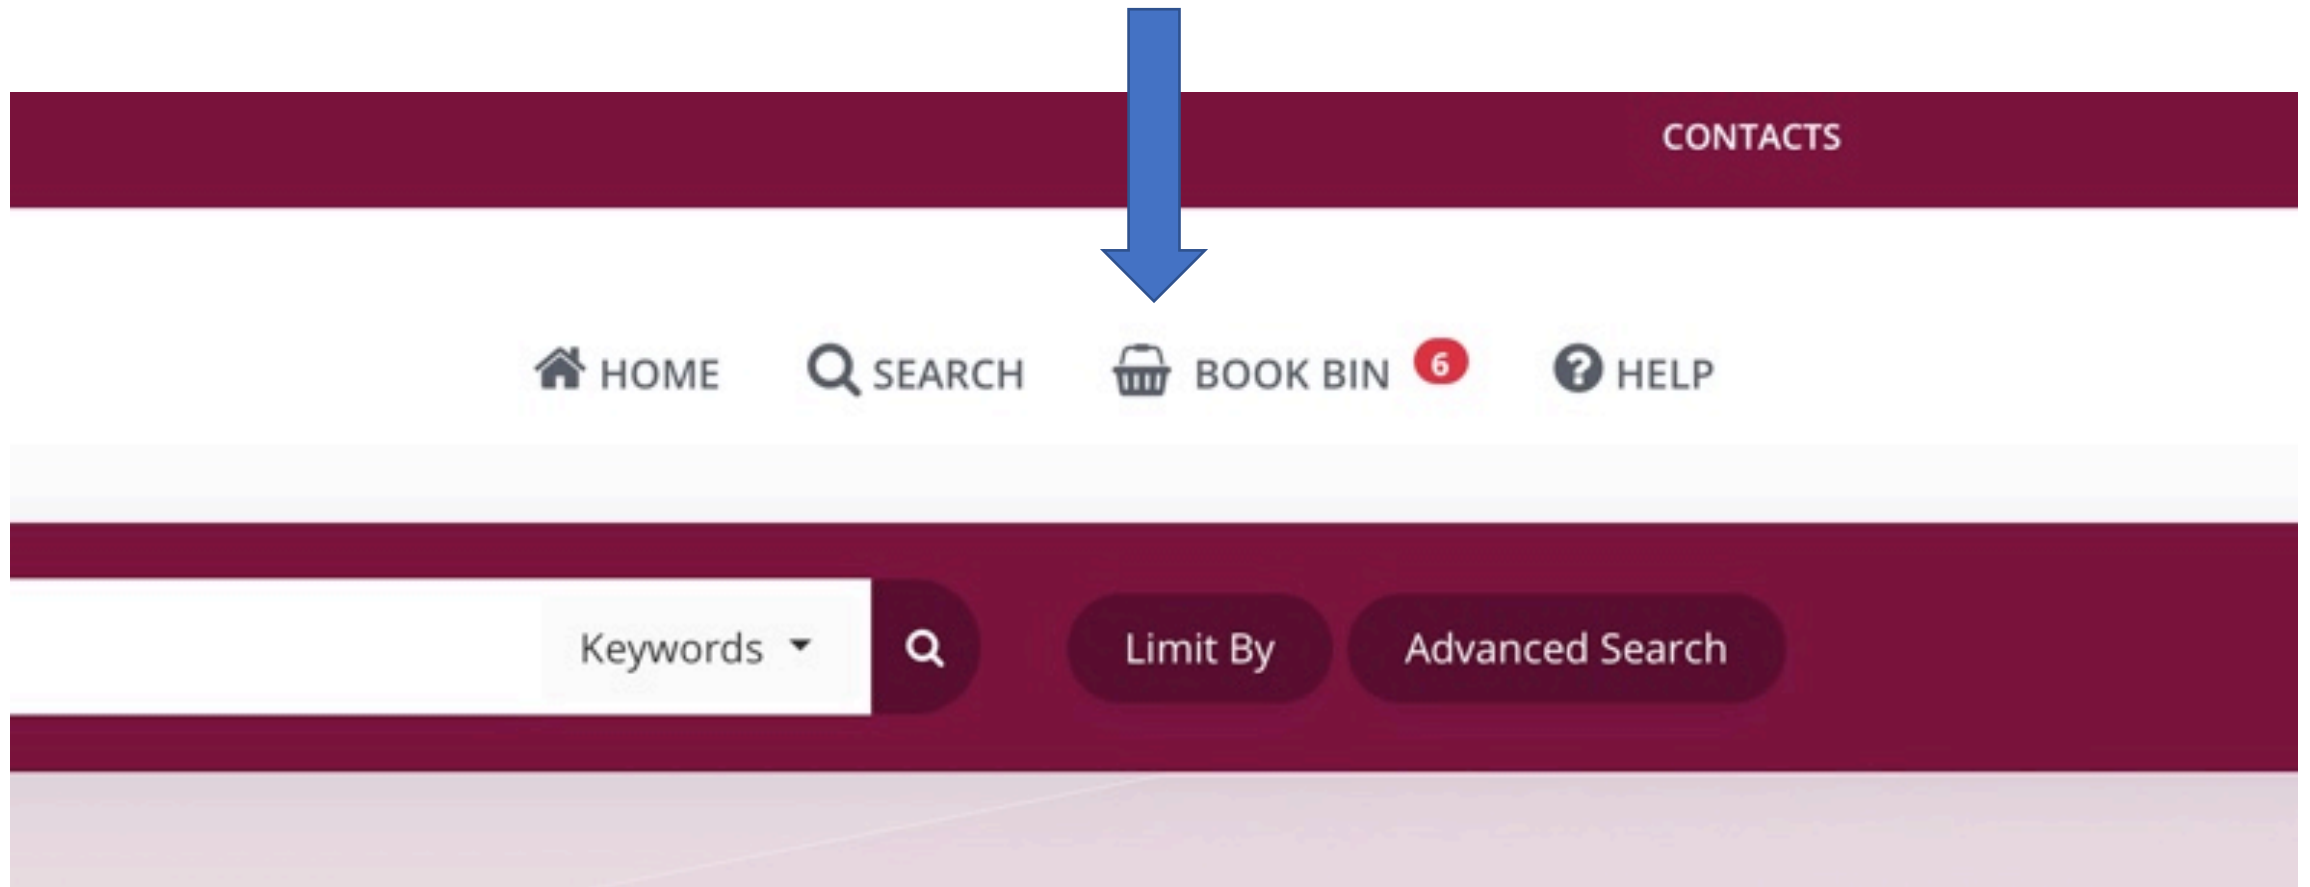 CONTACTS
HOME SEARCH BOOK BIN 6 HELP
Keywords Limit By Advanced Search